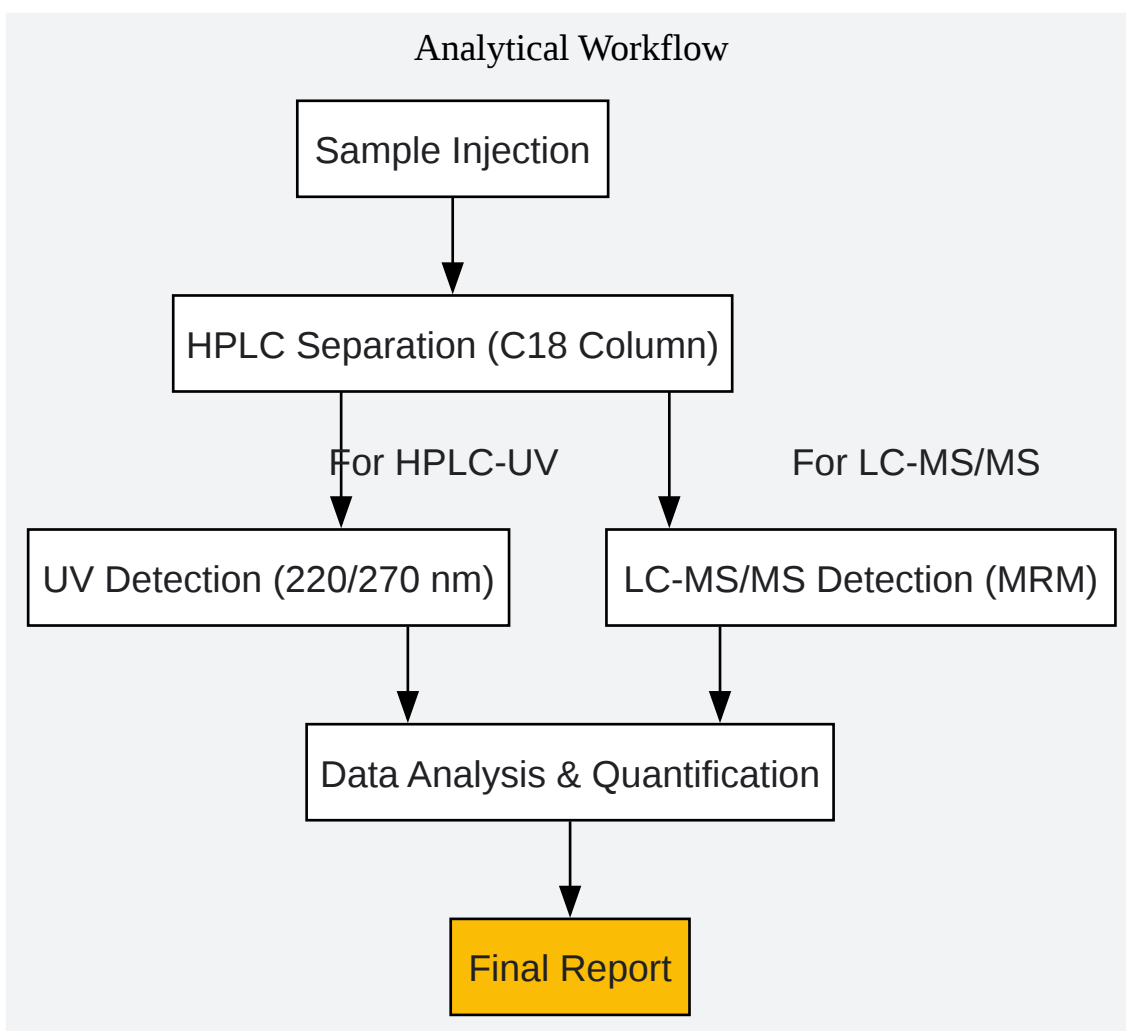 Analytical Workflow
Sample Injection
HPLC Separation (C18 Column)
For HPLC-UV
For LC-MS/MS
UV Detection (220/270 nm)
LC-MS/MS Detection (MRM)
Data Analysis & Quantification
Final Report